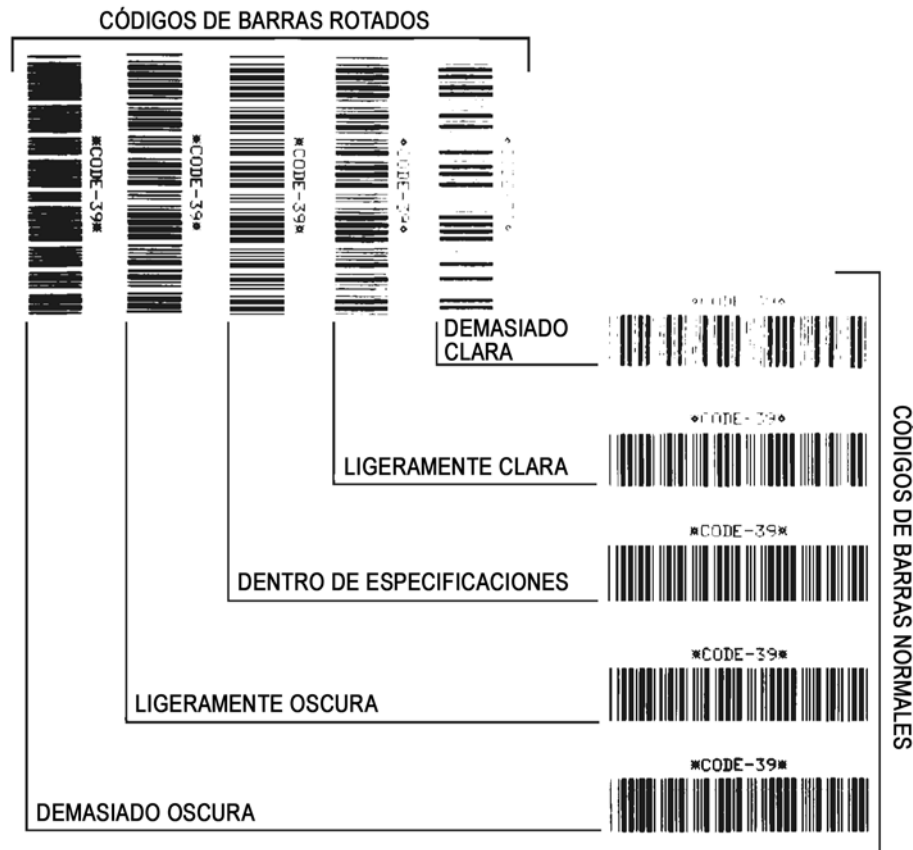 CÓDIGOS DE BARRAS ROTADOS
*CODE-39*
*CODE-39*
*CODE-39*
DEMASIADO
CLARA
LIGERAMENTE CLARA
DENTRO DE ESPECIFICACIONES
*CODE-39*
LIGERAMENTE OSCURA
*CODE-39*
DEMASIADO OSCURA
*CODE-39*
CÓDIGOS DE BARRAS NORMALES